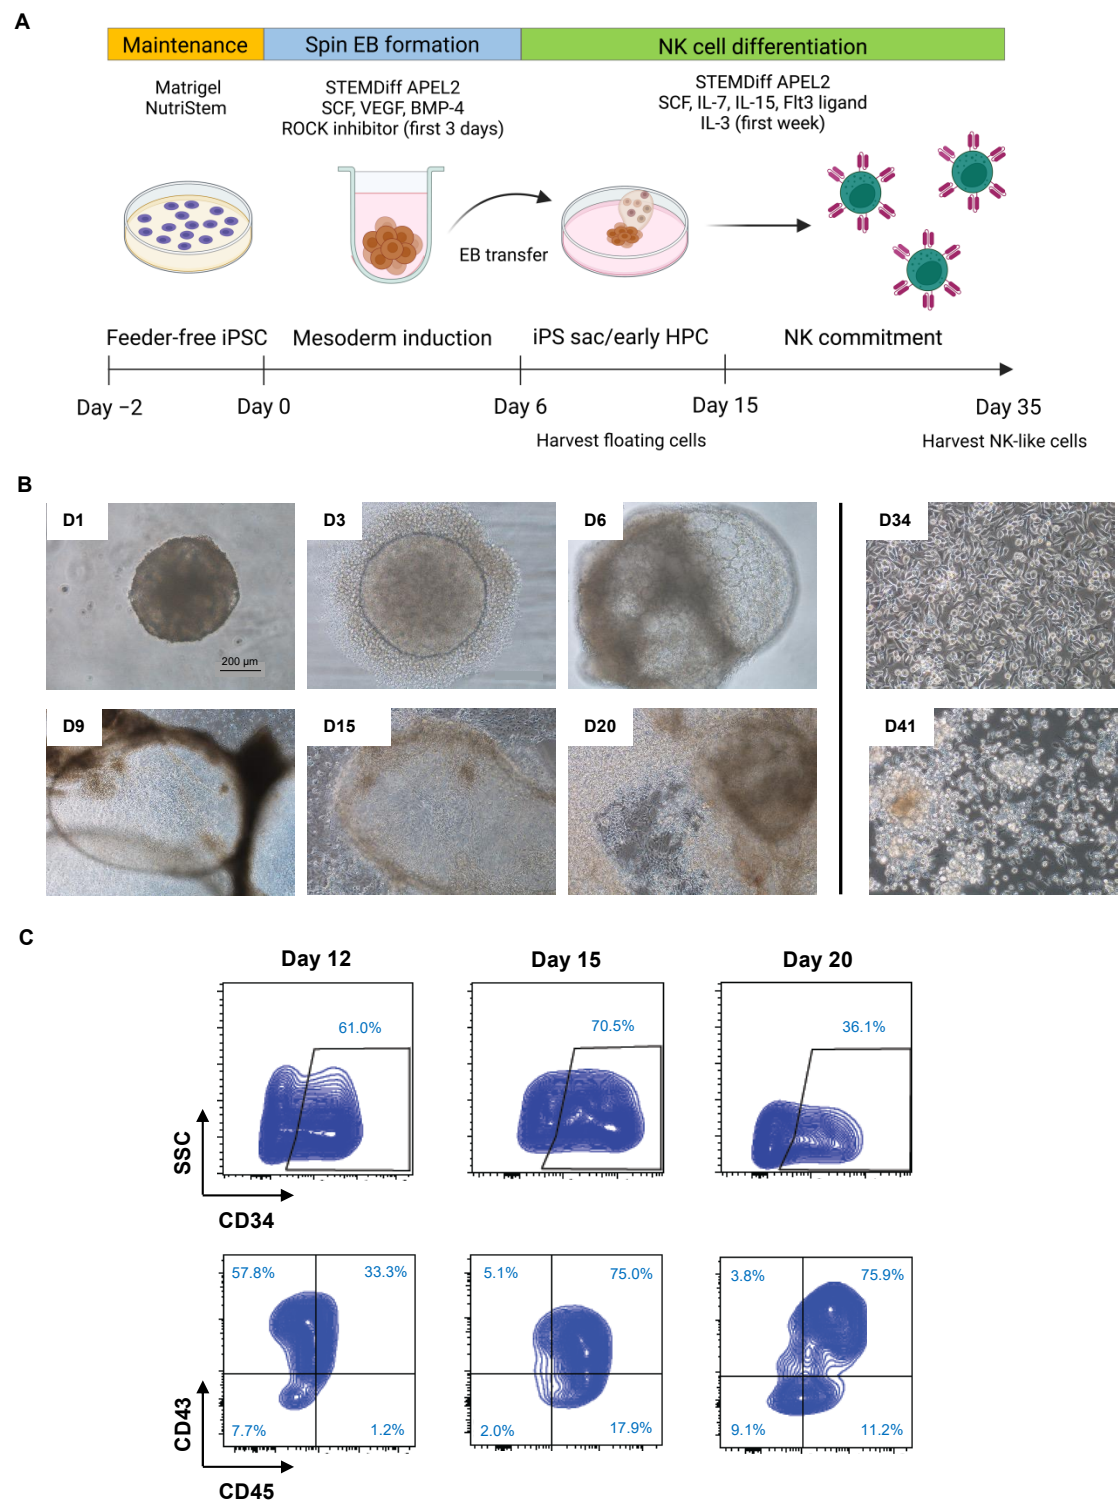 A
Maintenance
Spin EB formation
NK cell differentiation
Matrigel
NutriStem
STEMDiff APEL2
SCF, VEGF, BMP-4
ROCK inhibitor (first 3 days)
STEMDiff APEL2
SCF, IL-7, IL-15, Flt3 ligand
IL-3 (first week)
EB transfer
Feeder-free iPSC
Mesoderm induction
iPS sac/early HPC
NK commitment
Day −2
Day 0
Day 6
Day 15
Day 35
Harvest floating cells
Harvest NK-like cells
B
D1
200 µm
D3
D6
D34
D9
D15
D20
D41
C
Day 12
Day 15
Day 20
61.0%
70.5%
36.1%
SSC
CD34
57.8%
33.3%
7.7%
1.2%
5.1%
75.0%
2.0%
17.9%
3.8%
75.9%
9.1%
11.2%
CD43
CD45